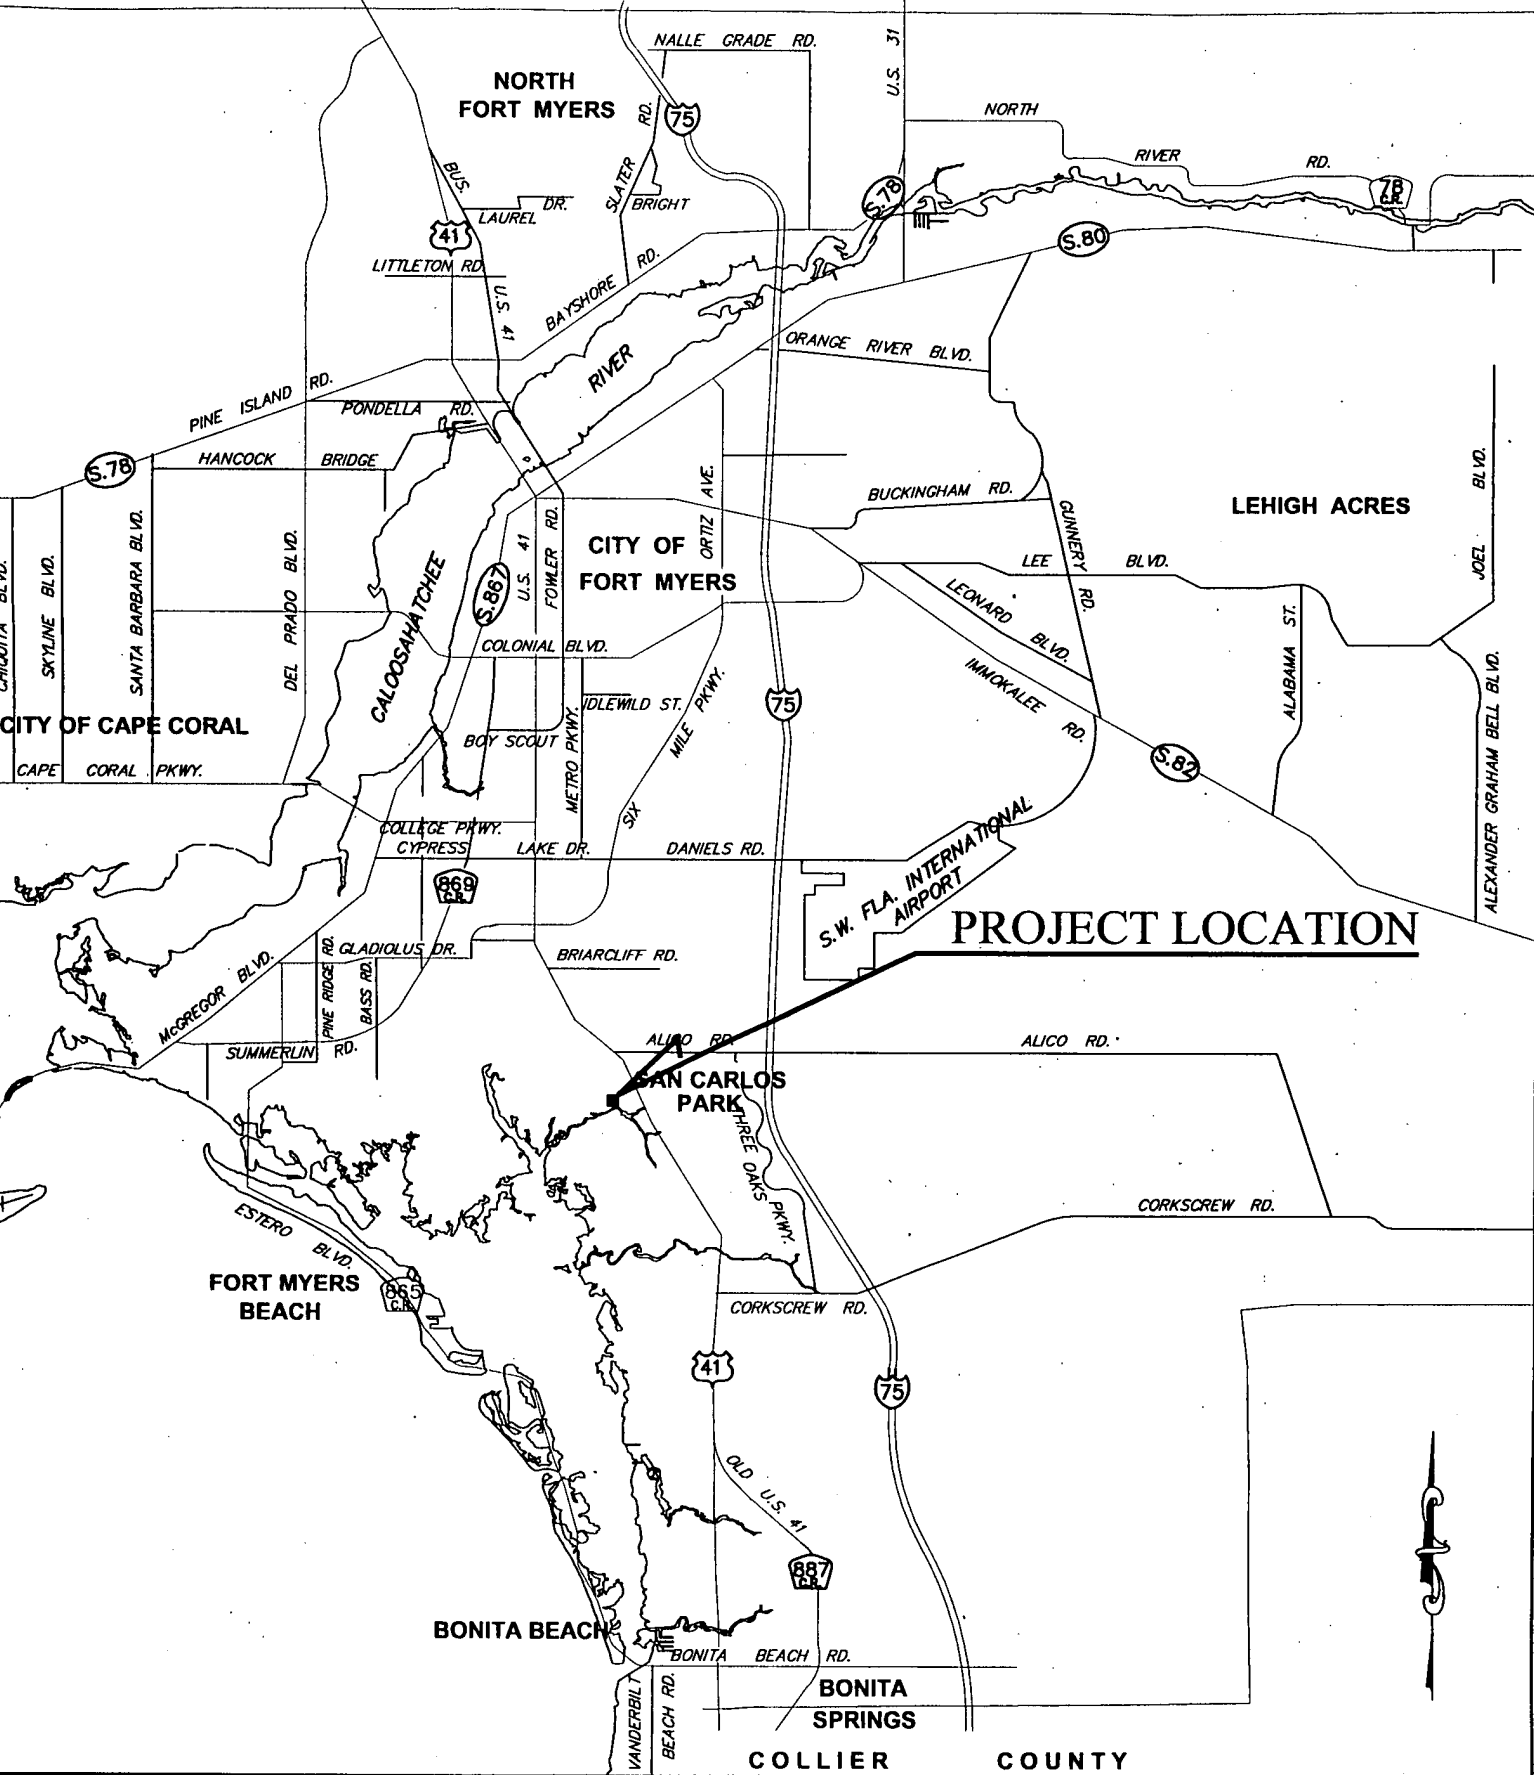 NALLE GRADE RD.
U.S. 31
NORTH
FORT MYERS
RD.
75
NORTH
RIVER
RD.
BUS.
SLATER
S.78
78
C.R.
LAUREL
DR.
BRIGHT
41
S.80
LITTLETON RD.
U.S. 41
BAYSHORE
RD.
ORANGE RIVER BLVD.
RIVER
PINE ISLAND RD.
PONDELLA RD.
S.78
HANCOCK BRIDGE
ORTIZ AVE.
BUCKINGHAM RD.
LEHIGH ACRES
JOEL BLVD.
CHIQUITA BLVD.
SKYLINE BLVD.
SANTA BARBARA BLVD.
DEL PRADO BLVD.
CALOOSAHATCHEE
S.867
U.S. 41
FOWLER RD.
CITY OF
FORT MYERS
GUNNERY RD.
LEE BLVD.
LEONARD BLVD.
COLONIAL BLVD.
IMMOKALEE RD.
ALABAMA ST.
ALEXANDER GRAHAM BELL BLVD.
CITY OF CAPE CORAL
IDLEWILD ST.
75
BOY SCOUT
METRO PKWY.
SIX MILE PKWY.
S.82
CAPE CORAL PKWY.
COLLEGE PKWY.
CYPRESS LAKE DR.
DANIELS RD.
869
C.R.
S.W. FLA. INTERNATIONAL
AIRPORT
PROJECT LOCATION
GLADIOLUS DR.
BRIARCLIFF RD.
McGREGOR BLVD.
PINE RIDGE RD.
BASS RD.
SUMMERLIN RD.
ALICO RD.
ALICO RD.
SAN CARLOS
PARK
THREE OAKS PKWY.
CORKSCREW RD.
ESTERO BLVD.
FORT MYERS
BEACH
865
C.R.
CORKSCREW RD.
41
75
OLD U.S. 41
887
C.R.
BONITA BEACH
BONITA BEACH RD.
VANDERBILT
BEACH RD.
BONITA
SPRINGS
COLLIER COUNTY